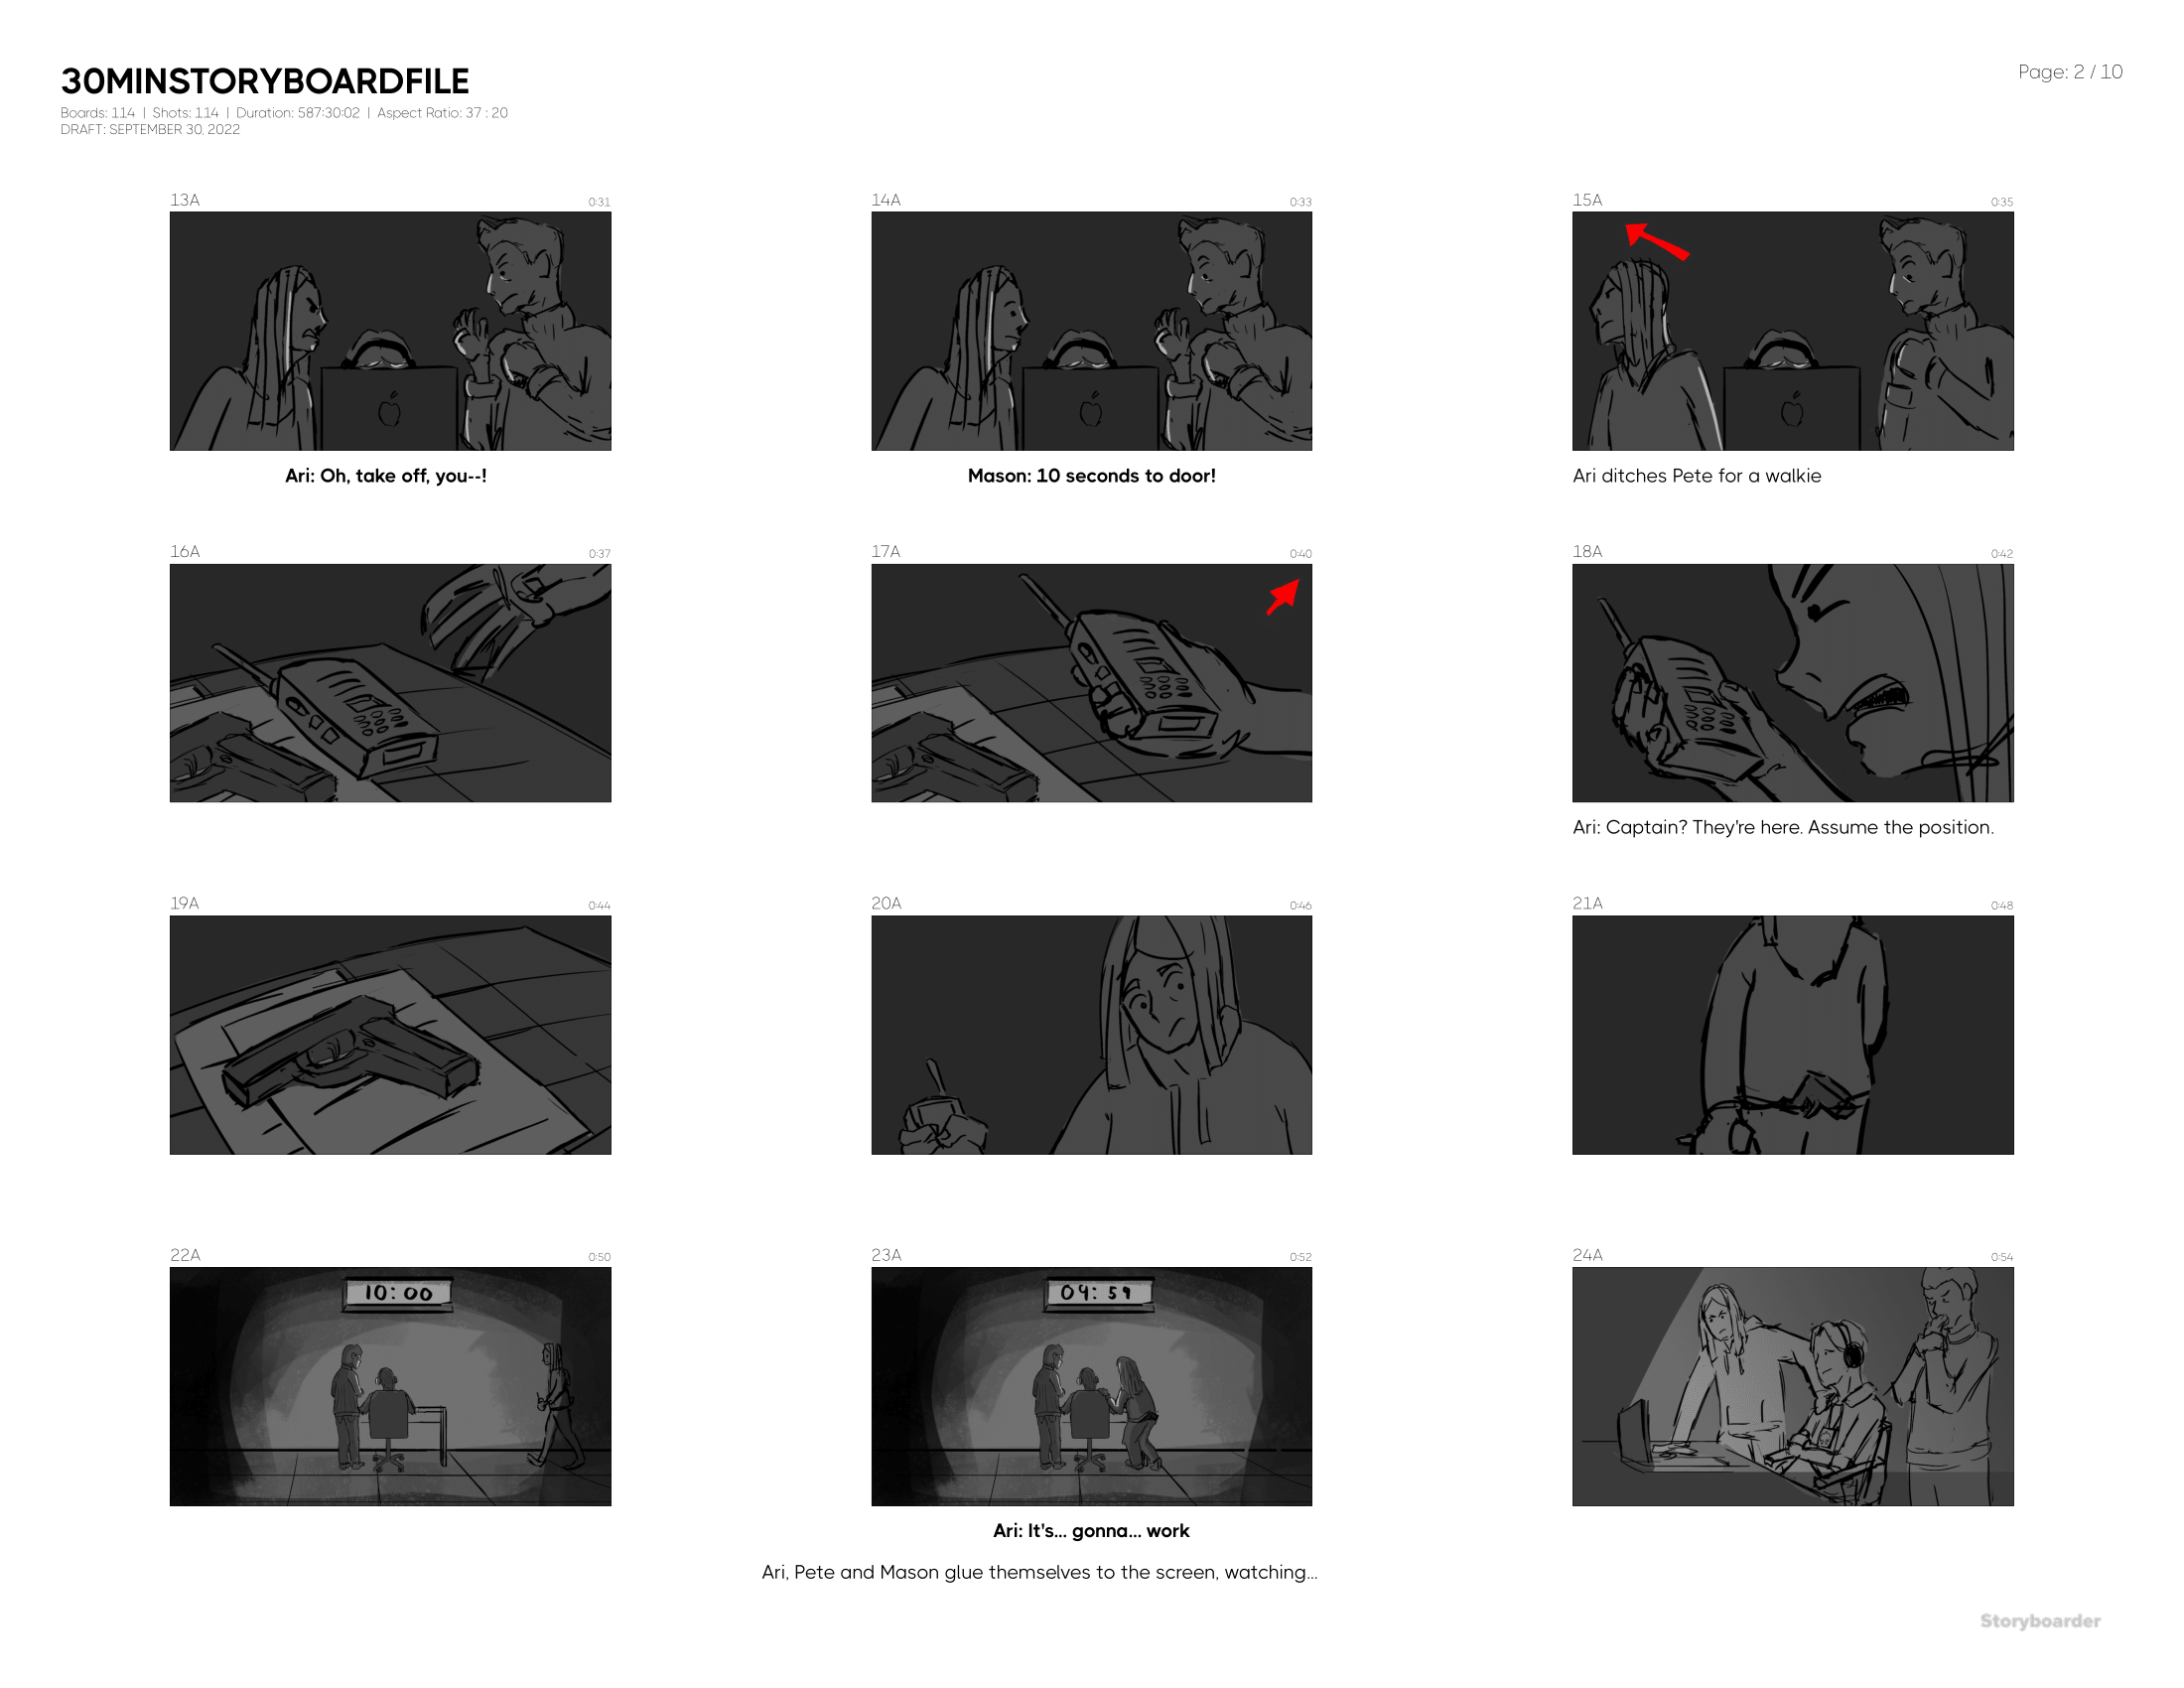 30MINSTORYBOARDFILE
Page: 2 / 10
Boards: 114 | Shots: 114 | Duration: 587:30:02 | Aspect Ratio: 37 : 20
DRAFT: SEPTEMBER 30, 2022
13A 0:31
14A 0:33
15A 0:35
Ari: Oh, take off, you--!
Mason: 10 seconds to door!
Ari ditches Pete for a walkie
16A 0:37
17A 0:40
18A 0:42
Ari: Captain? They're here. Assume the position.
19A 0:44
20A 0:46
21A 0:48
22A 0:50
23A 0:52
24A 0:54
10:00
09:59
Ari: It's... gonna... work
Ari, Pete and Mason glue themselves to the screen, watching...
Storyboarder